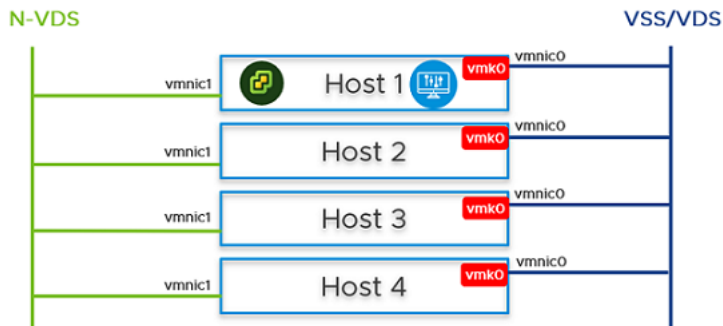 N-VDS
VSS/VDS
vmnic1
Host 1
vmk0
vmnic0
vmnic1
Host 2
vmk0
vmnic0
vmnic1
Host 3
vmk0
vmnic0
vmnic1
Host 4
vmk0
vmnic0